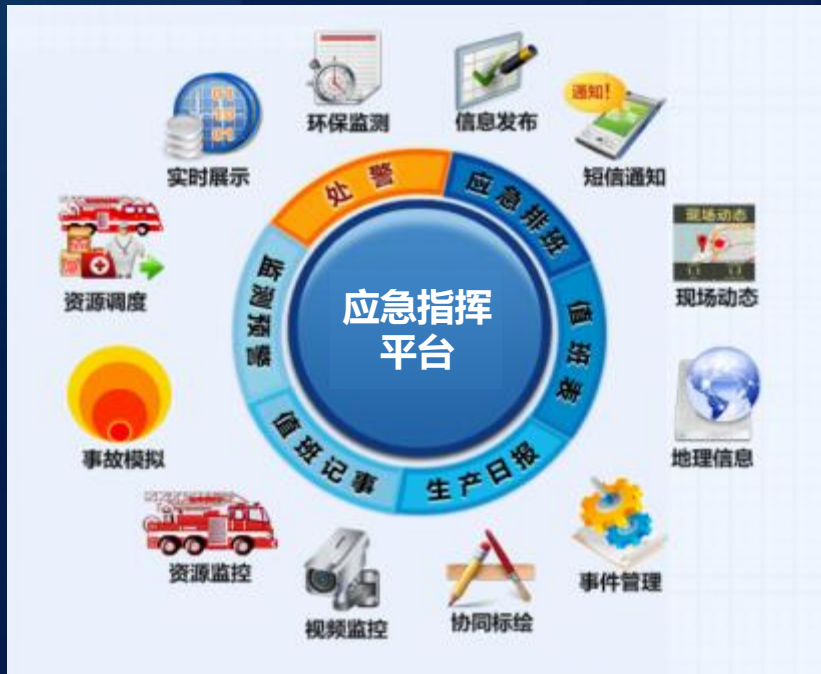 环保监测
信息发布
实时展示
通知!
短信通知
处警
应急排班
现场动态
资源调度
监测预警
应急指挥
平台
值班表
现场动态
事故模拟
地理信息
值班记事
生产日报
资源监控
事件管理
视频监控
协同标绘